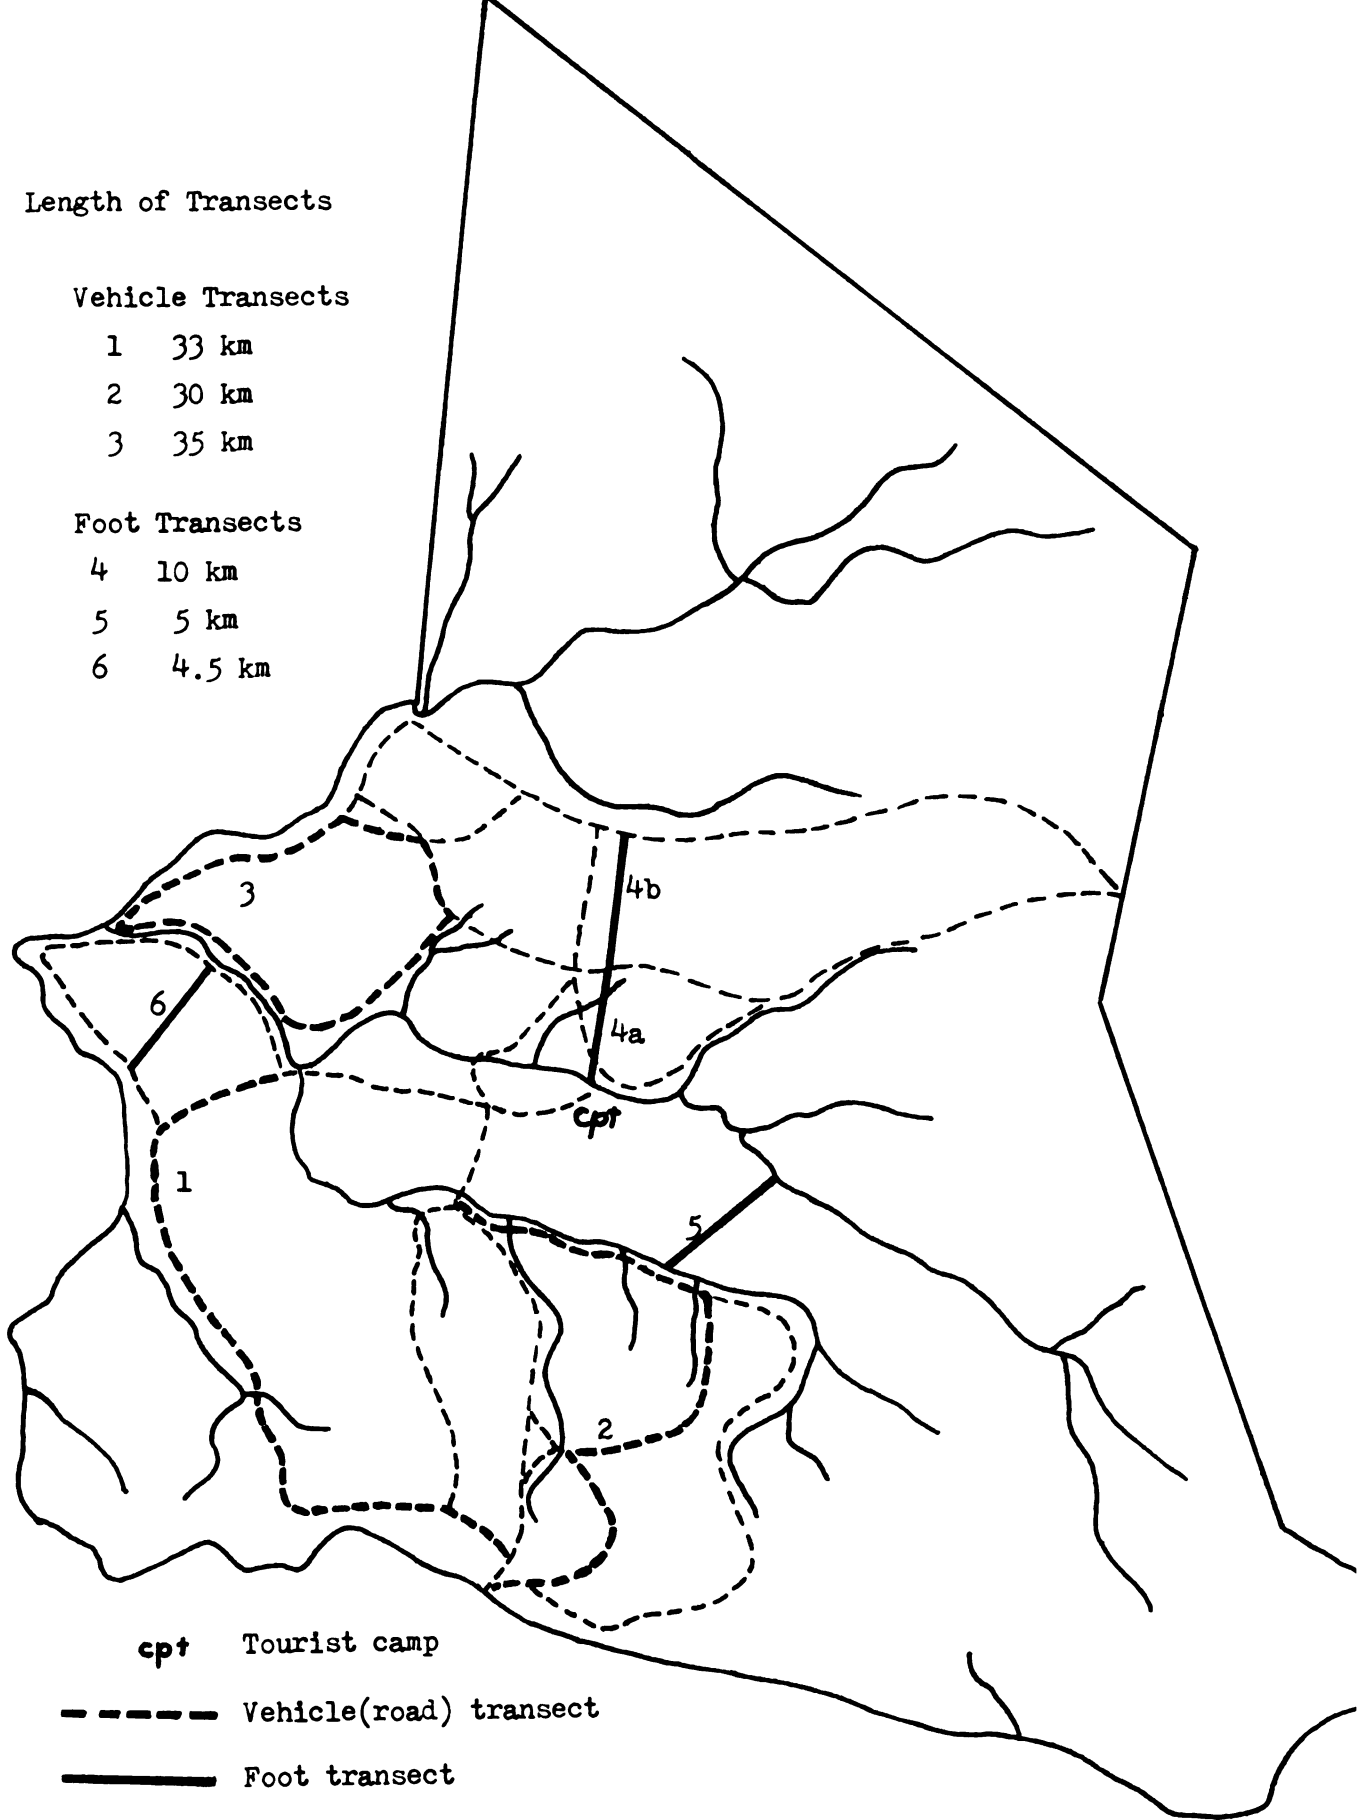 Length of Transects
Vehicle Transects
1 33 km
2 30 km
3 35 km
Foot Transects
4 10 km
5 5 km
6 4.5 km
3
4b
6
4a
cpt
1
5
2
cpt Tourist camp
Vehicle(road) transect
Foot transect